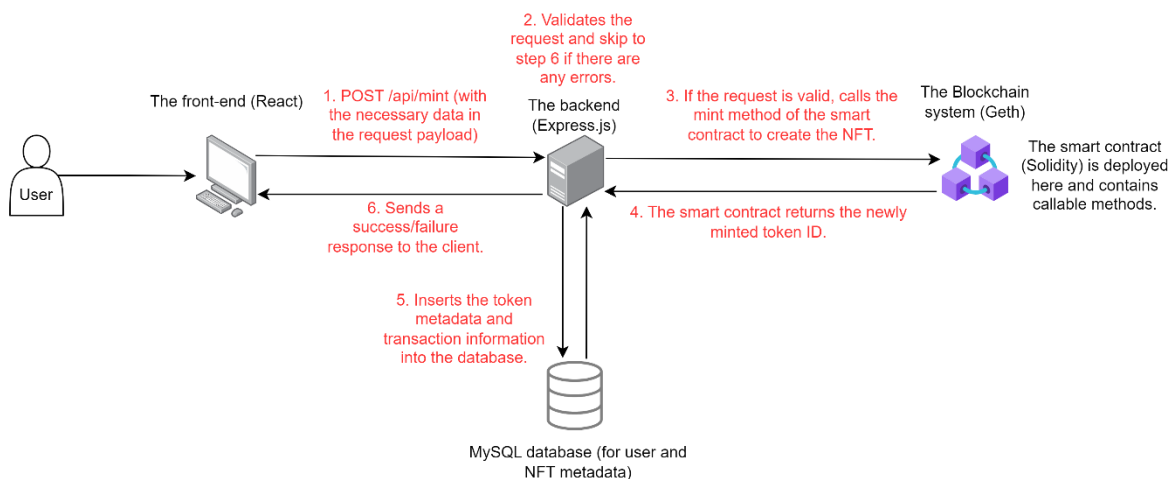 2. Validates the
request and skip to
step 6 if there are
any errors.
The front-end (React)
1. POST /api/mint (with
the necessary data in
the request payload)
The backend
(Express.js)
3. If the request is valid, calls the
mint method of the smart
contract to create the NFT.
The Blockchain
system (Geth)
The smart contract
(Solidity) is deployed
here and contains
callable methods.
User
6. Sends a
success/failure
response to the client.
4. The smart contract returns the newly
minted token ID.
5. Inserts the token
metadata and
transaction information
into the database.
MySQL database (for user and
NFT metadata)